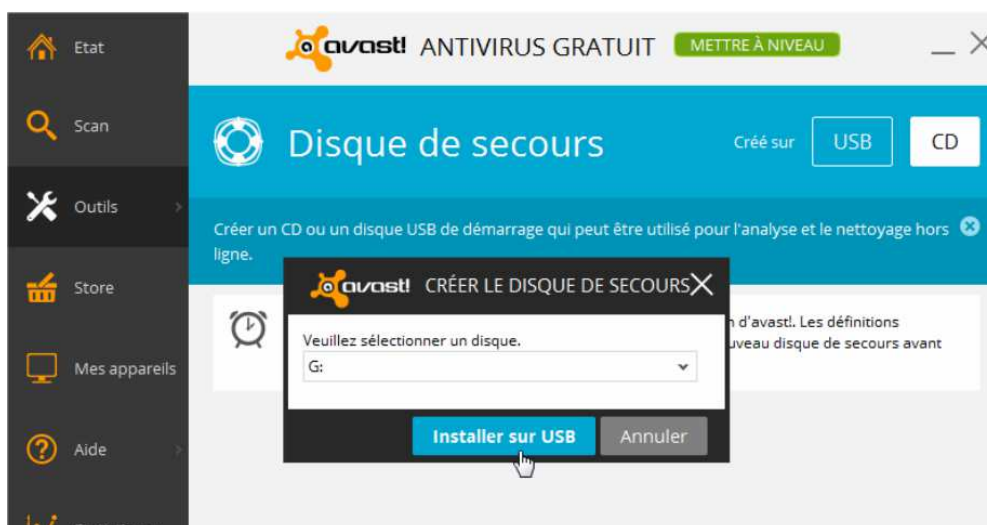 avast! ANTIVIRUS GRATUIT
METTRE À NIVEAU
Etat
Scan
Outils
Store
Mes appareils
Aide
Disque de secours
Créé sur
USB
CD
Créer un CD ou un disque USB de démarrage qui peut être utilisé pour l'analyse et le nettoyage hors
ligne.
avast! CRÉER LE DISQUE DE SECOURS
Veuillez sélectionner un disque.
G:
Installer sur USB
Annuler
d'avast!. Les définitions
disque de secours avant